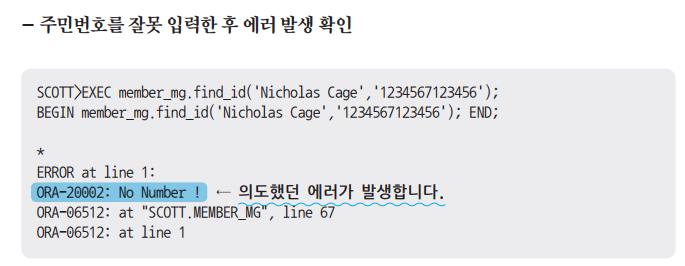 – 주민번호를 잘못 입력한 후 에러 발생 확인
SCOTT>EXEC member_mg.find_id('Nicholas Cage','1234567123456');
BEGIN member_mg.find_id('Nicholas Cage','1234567123456'); END;
*
ERROR at line 1:
ORA-20002: No Number ! ← 의도했던 에러가 발생합니다.
ORA-06512: at "SCOTT.MEMBER_MG", line 67
ORA-06512: at line 1